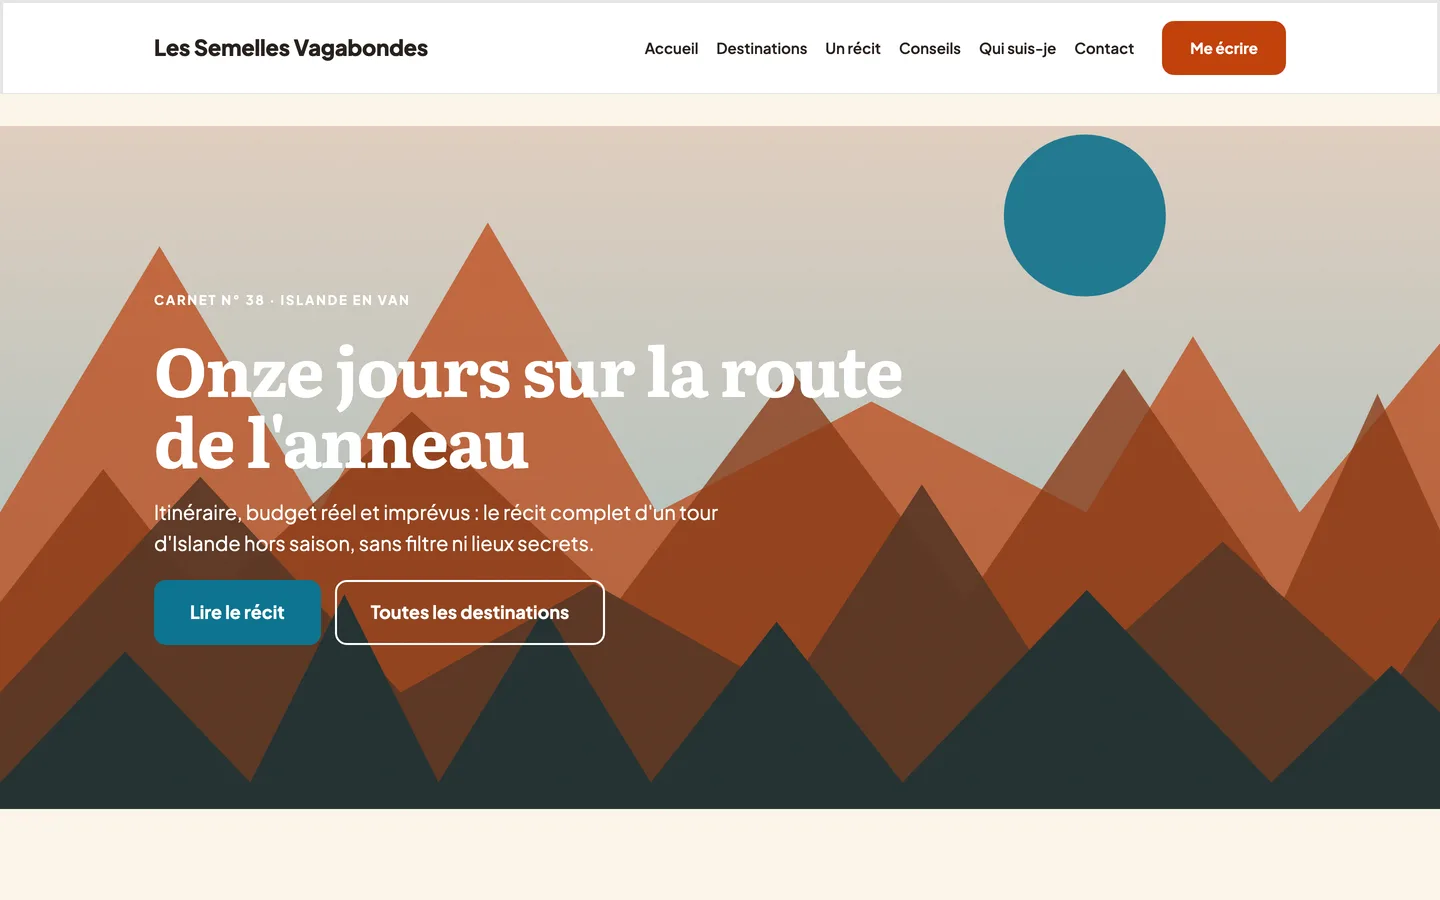 Les Semelles Vagabondes
Accueil Destinations Un récit Conseils Qui suis-je Contact Me écrire
CARNET N° 38 · ISLANDE EN VAN
Onze jours sur la route
de l'anneau
Itinéraire, budget réel et imprévus : le récit complet d'un tour
d'Islande hors saison, sans filtre ni lieux secrets.
Lire le récit Toutes les destinations